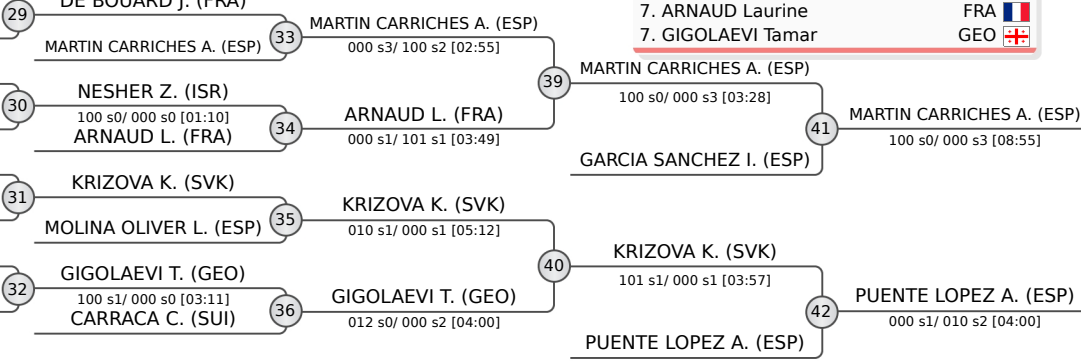 DE BOUARD J. (FRA)
29
MARTIN CARRICHES A. (ESP)
33
MARTIN CARRICHES A. (ESP)
000 s3/ 100 s2 [02:55]
NESHER Z. (ISR)
30
100 s0/ 000 s0 [01:10]
ARNAUD L. (FRA)
34
ARNAUD L. (FRA)
000 s1/ 101 s1 [03:49]
39
MARTIN CARRICHES A. (ESP)
100 s0/ 000 s3 [03:28]
GARCIA SANCHEZ I. (ESP)
41
MARTIN CARRICHES A. (ESP)
100 s0/ 000 s3 [08:55]
KRIZOVA K. (SVK)
31
MOLINA OLIVER L. (ESP)
35
KRIZOVA K. (SVK)
010 s1/ 000 s1 [05:12]
GIGOLAEVI T. (GEO)
32
100 s1/ 000 s0 [03:11]
CARRACA C. (SUI)
36
GIGOLAEVI T. (GEO)
012 s0/ 000 s2 [04:00]
40
KRIZOVA K. (SVK)
101 s1/ 000 s1 [03:57]
PUENTE LOPEZ A. (ESP)
42
PUENTE LOPEZ A. (ESP)
000 s1/ 010 s2 [04:00]
7. ARNAUD Laurine FRA
7. GIGOLAEVI Tamar GEO